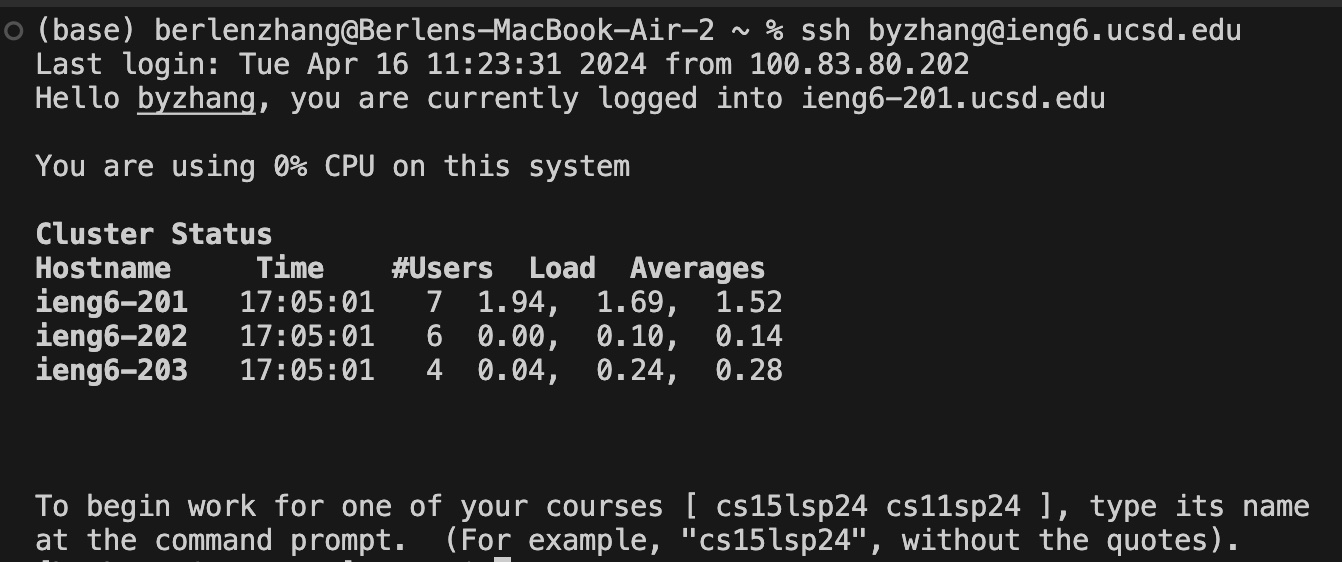 (base) berlenzhang@Berlens-MacBook-Air-2 ~ % ssh byzhang@ieng6.ucsd.edu
Last login: Tue Apr 16 11:23:31 2024 from 100.83.80.202
Hello byzhang, you are currently logged into ieng6-201.ucsd.edu
You are using 0% CPU on this system
Cluster Status
Hostname     Time    #Users  Load  Averages
ieng6-201   17:05:01   7  1.94,  1.69,  1.52
ieng6-202   17:05:01   6  0.00,  0.10,  0.14
ieng6-203   17:05:01   4  0.04,  0.24,  0.28
To begin work for one of your courses [ cs15lsp24 cs11sp24 ], type its name
at the command prompt.  (For example, "cs15lsp24", without the quotes).